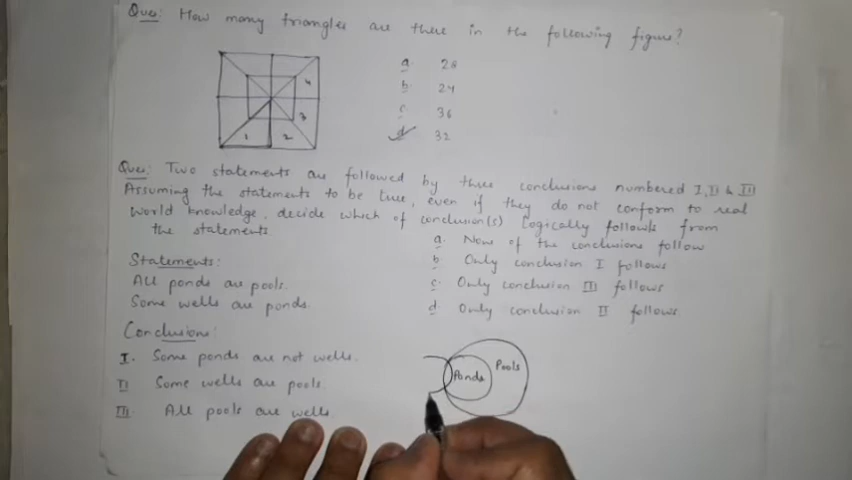 Que: How many triangles are there in the following figure?
a. 28
b. 24
c. 36
d. 32
1 2 3 4
Que: Two statements are followed by three conclusions numbered I, II & III
Assuming the statements to be true, even if they do not conform to real
world knowledge, decide which of conclusion(s) logically follows from
the statements.
Statements:
All ponds are pools.
Some wells are ponds.
a. None of the conclusions follow
b. Only conclusion I follows
c. Only conclusion III follows
d. Only conclusion II follows.
Conclusions:
I. Some ponds are not wells.
II Some wells are pools.
III All pools are wells.
Ponds Pools